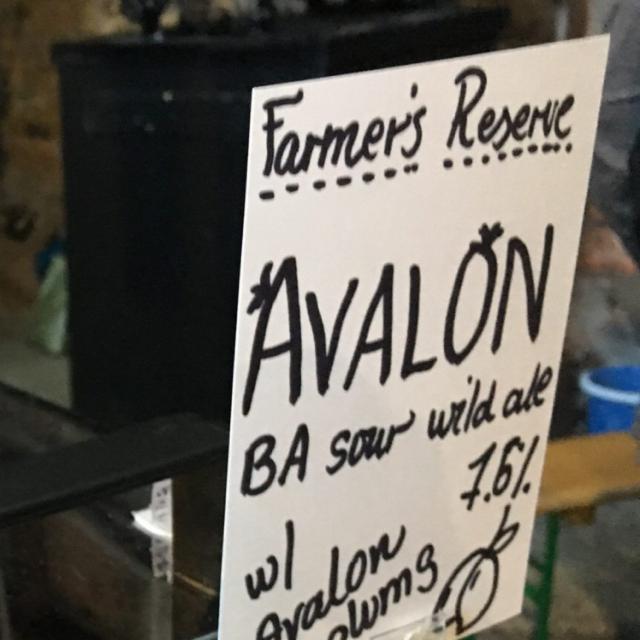 Farmer's Reserve
AVALON
BA sour wild ale
7.6%
w/
Avalon
plums